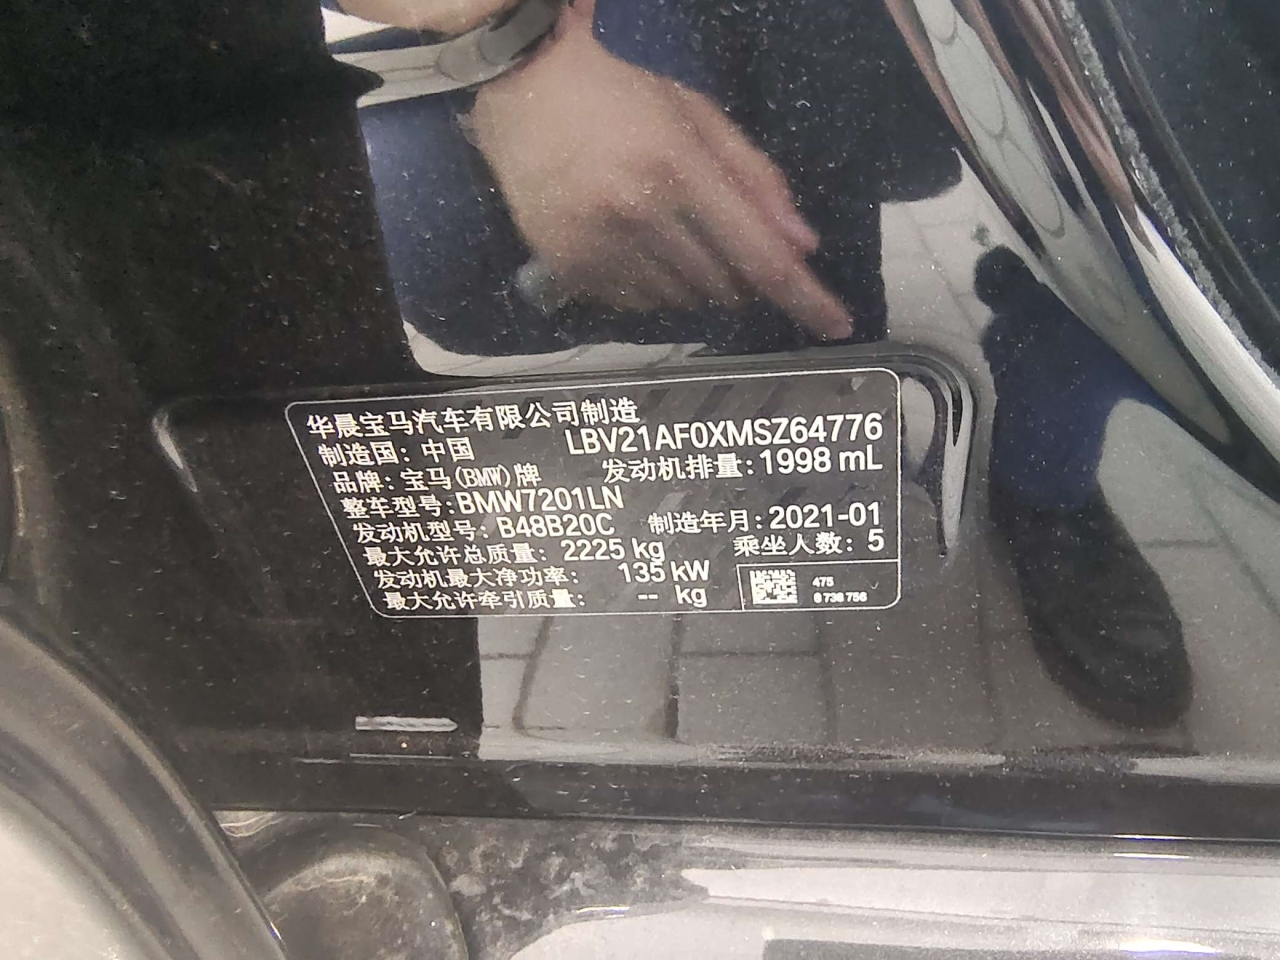 华晨宝马汽车有限公司制造
制造国：中国 LBV21AF0XMSZ64776
品牌：宝马(BMW)牌 发动机排量：1998 mL
整车型号：BMW7201LN
发动机型号：B48B20C 制造年月：2021-01
最大允许总质量：2225 kg 乘坐人数：5
发动机最大净功率：135 kW
最大允许牵引质量：-- kg
475
9 738 756